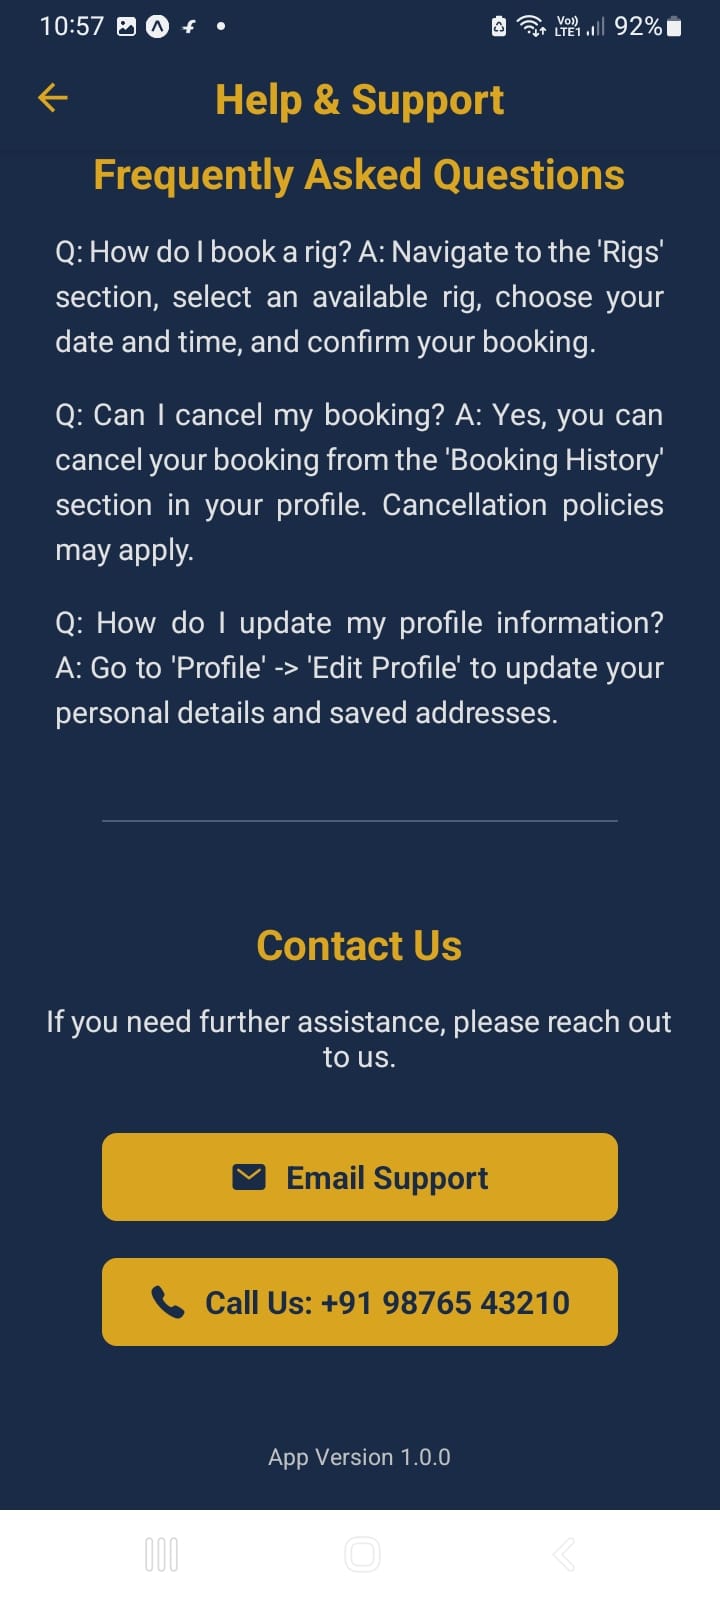 10:57
Vo))
LTE1
92%
Help & Support
Frequently Asked Questions
Q: How do I book a rig? A: Navigate to the 'Rigs'
section, select an available rig, choose your
date and time, and confirm your booking.
Q: Can I cancel my booking? A: Yes, you can
cancel your booking from the 'Booking History'
section in your profile. Cancellation policies
may apply.
Q: How do I update my profile information?
A: Go to 'Profile' -> 'Edit Profile' to update your
personal details and saved addresses.
Contact Us
If you need further assistance, please reach out
to us.
Email Support
Call Us: +91 98765 43210
App Version 1.0.0